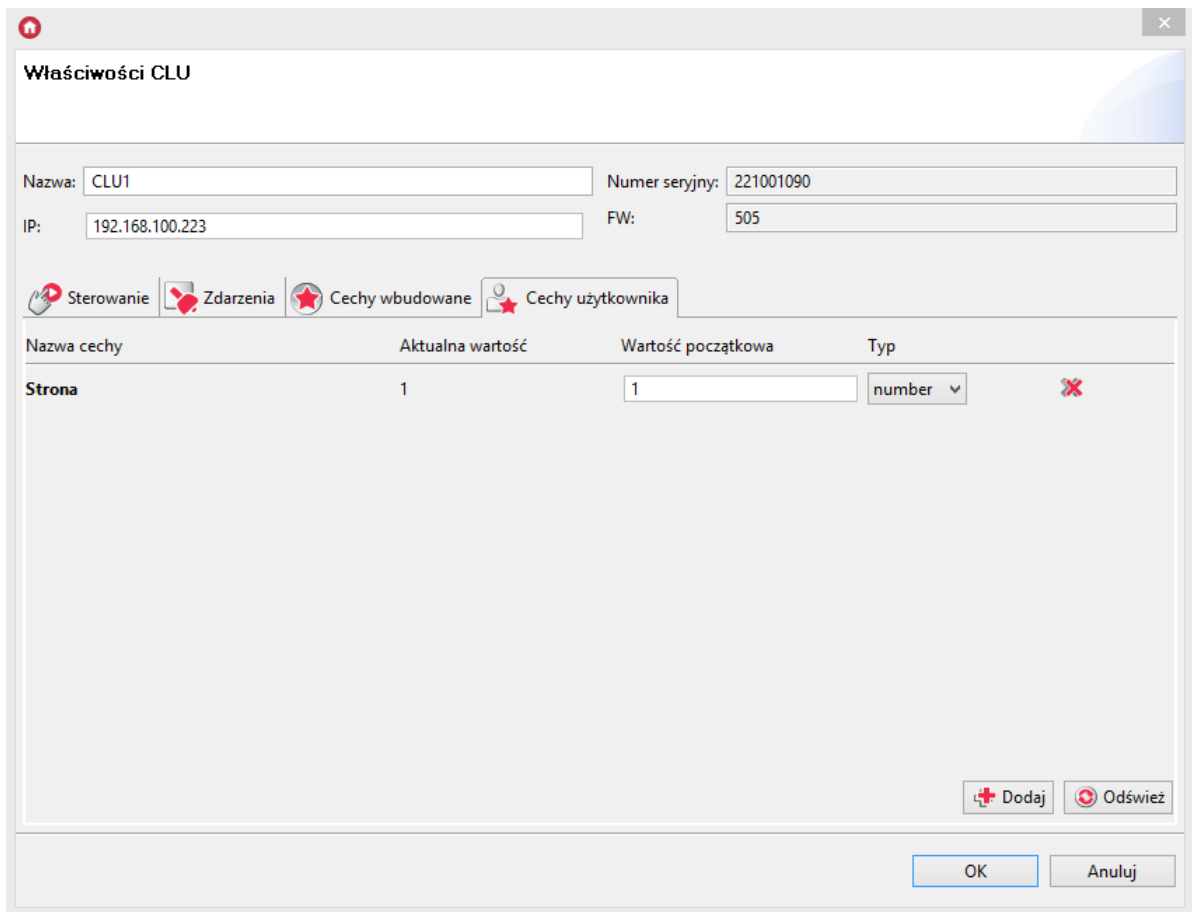 Właściwości CLU
Nazwa: CLU1 Numer seryjny: 221001090
IP: 192.168.100.223 FW: 505
Sterowanie Zdarzenia Cechy wbudowane Cechy użytkownika
Nazwa cechy Aktualna wartość Wartość początkowa Typ
Strona 1 1 number
Dodaj Odśwież
OK Anuluj